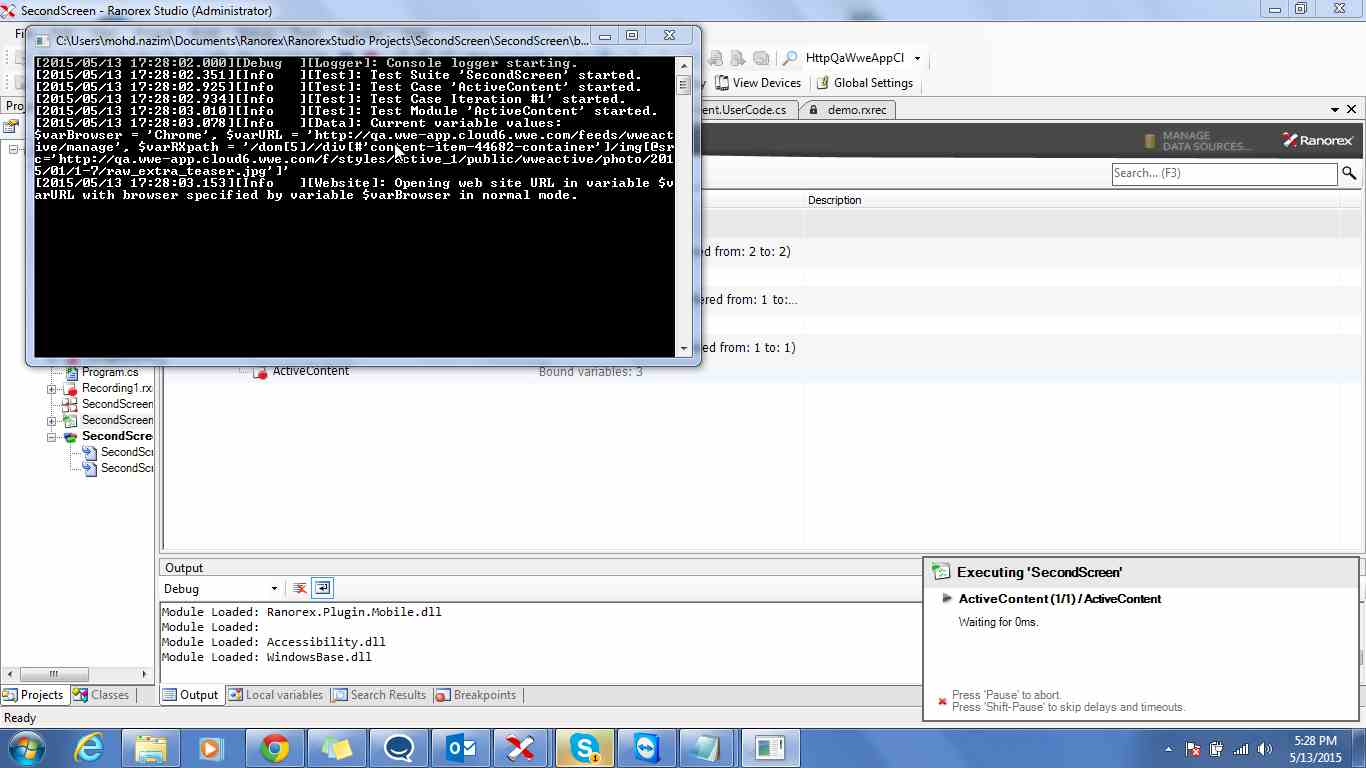 SecondScreen - Ranorex Studio (Administrator)
C:\Users\mohd.nazim\Documents\Ranorex\RanorexStudio Projects\SecondScreen\SecondScreen\b...
[2015/05/13 17:28:02.000][Debug  ][Logger]: Console logger starting.
[2015/05/13 17:28:02.351][Info   ][Test]: Test Suite 'SecondScreen' started.
[2015/05/13 17:28:02.925][Info   ][Test]: Test Case 'ActiveContent' started.
[2015/05/13 17:28:02.934][Info   ][Test]: Test Case Iteration #1' started.
[2015/05/13 17:28:03.010][Info   ][Test]: Test Module 'ActiveContent' started.
[2015/05/13 17:28:03.078][Info   ][Data]: Current variable values:
$varBrowser = 'Chrome', $varURL = 'http://qa.wwe-app.cloud6.wwe.com/feeds/wweact
ive/manage', $varRXpath = '/dom[5]//div[#'content-item-44682-container']/img[@sr
c='http://qa.wwe-app.cloud6.wwe.com/f/styles/active_1/public/wweactive/photo/201
5/01/1-7/raw_extra_teaser.jpg']'
[2015/05/13 17:28:03.153][Info   ][Website]: Opening web site URL in variable $v
arURL with browser specified by variable $varBrowser in normal mode.
HttpQaWweAppCl
View Devices
Global Settings
ent.UserCode.cs
demo.rxrec
MANAGE
DATA SOURCES...
Ranorex
Search... (F3)
Description
ed from: 2 to: 2)
ered from: 1 to:...
ed from: 1 to: 1)
ActiveContent
Bound variables: 3
Program.cs
Recording1.rx
SecondScreen
SecondScreen
SecondScree
SecondScr
SecondScr
Output
Debug
Module Loaded: Ranorex.Plugin.Mobile.dll
Module Loaded:
Module Loaded: Accessibility.dll
Module Loaded: WindowsBase.dll
Executing 'SecondScreen'
ActiveContent (1/1) / ActiveContent
Waiting for 0ms.
Press 'Pause' to abort.
Press 'Shift-Pause' to skip delays and timeouts.
Projects
Classes
Output
Local variables
Search Results
Breakpoints
Ready
5:28 PM
5/13/2015